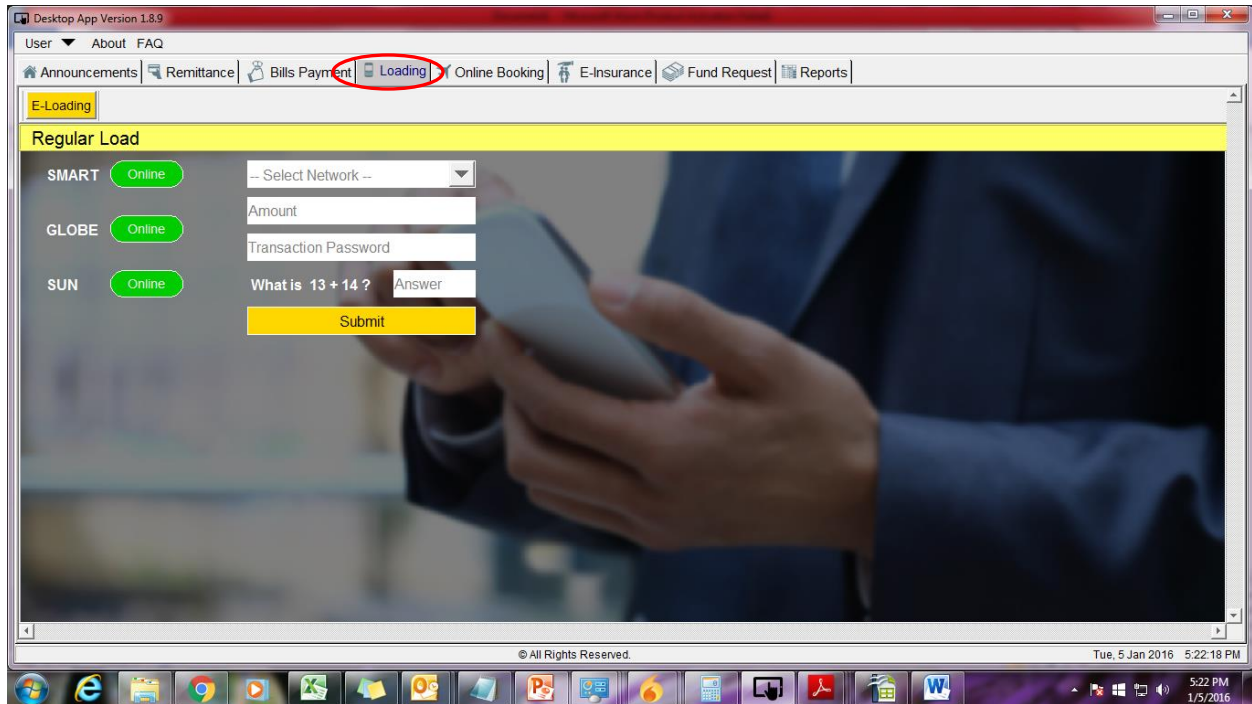 Desktop App Version 1.8.9
User About FAQ
Announcements Remittance Bills Payment Loading Online Booking E-Insurance Fund Request Reports
E-Loading
Regular Load
SMART Online -- Select Network --
Amount
GLOBE Online
Transaction Password
SUN Online What is 13 + 14 ? Answer
Submit
© All Rights Reserved. Tue, 5 Jan 2016 5:22:18 PM
5:22 PM
1/5/2016